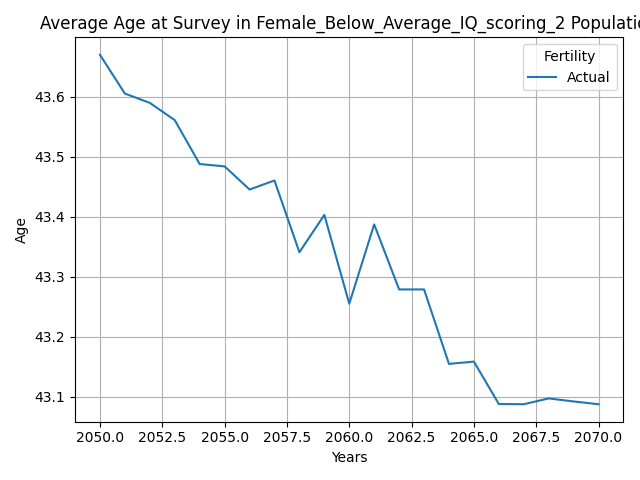 Average Age at Survey in Female_Below_Average_IQ_scoring_2 Populatio
Fertility
Actual
43.6
43.5
43.4
43.3
43.2
43.1
Age
2050.0 2052.5 2055.0 2057.5 2060.0 2062.5 2065.0 2067.5 2070.0
Years